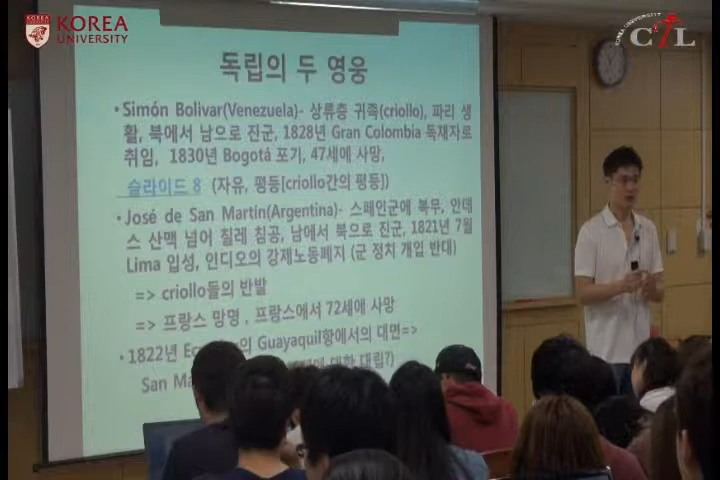 KOREA
UNIVERSITY
KOREA UNIVERSITY
CTL
독립의 두 영웅
•Simón Bolivar(Venezuela)- 상류층 귀족(criollo), 파리 생
활, 북에서 남으로 진군, 1828년 Gran Colombia 독재자로
취임, 1830년 Bogotá 포기, 47세에 사망,
슬라이드 8 (자유, 평등[criollo간의 평등])
•José de San Martín(Argentina)- 스페인군에 복무, 안데
스 산맥 넘어 칠레 침공, 남에서 북으로 진군, 1821년 7월
Lima 입성, 인디오의 강제노동폐지 (군 정치 개입 반대)
=> criollo들의 반발
=> 프랑스 망명, 프랑스에서 72세에 사망
•1822년 의 Guayaquil항에서의 대면=>
San 대한 대립?)